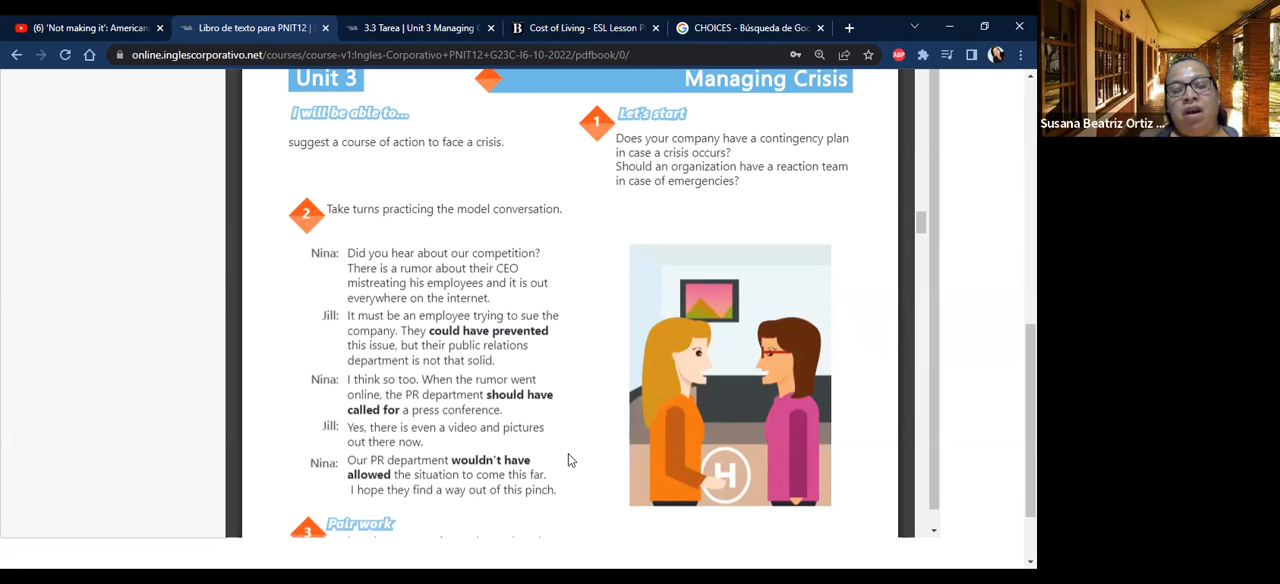 (6) 'Not making it': American
Libro de texto para PNIT12 |
3.3 Tarea | Unit 3 Managing C
Cost of Living - ESL Lesson P
CHOICES - Búsqueda de Goo
online.inglescorporativo.net/courses/course-v1:Ingles-Corporativo+PNIT12+G23C-I6-10-2022/pdfbook/0/
ABP
Susana Beatriz Ortiz ...
Unit 3
Managing Crisis
I will be able to...
suggest a course of action to face a crisis.
1
Let's start
Does your company have a contingency plan
in case a crisis occurs?
Should an organization have a reaction team
in case of emergencies?
2
Take turns practicing the model conversation.
Nina: Did you hear about our competition?
There is a rumor about their CEO
mistreating his employees and it is out
everywhere on the internet.
Jill: It must be an employee trying to sue the
company. They could have prevented
this issue, but their public relations
department is not that solid.
Nina: I think so too. When the rumor went
online, the PR department should have
called for a press conference.
Jill: Yes, there is even a video and pictures
out there now.
Nina: Our PR department wouldn't have
allowed the situation to come this far.
I hope they find a way out of this pinch.
H
3
Pair work